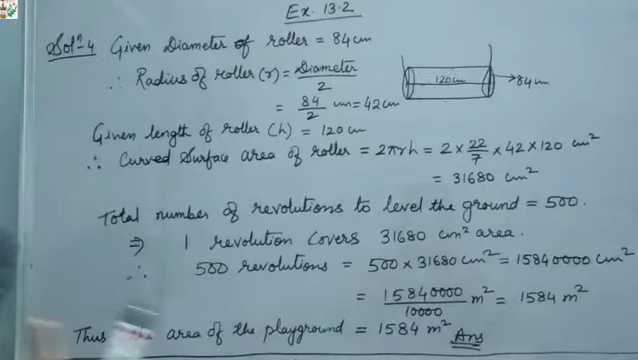 Ex. 13.2
Solⁿ-4 Given Diameter of roller = 84 cm
∴ Radius of roller (r) = Diameter/2
= 84/2 cm = 42 cm
120cm → 84 cm
Given length of roller (h) = 120 cm
∴ Curved Surface area of roller = 2πrh = 2 × 22/7 × 42 × 120 cm²
= 31680 cm²
Total number of revolutions to level the ground = 500.
⇒ 1 revolution covers 31680 cm² area.
∴ 500 revolutions = 500 × 31680 cm² = 15840000 cm²
= 15840000/10000 m² = 1584 m²
Thus area of the playground = 1584 m² Ans